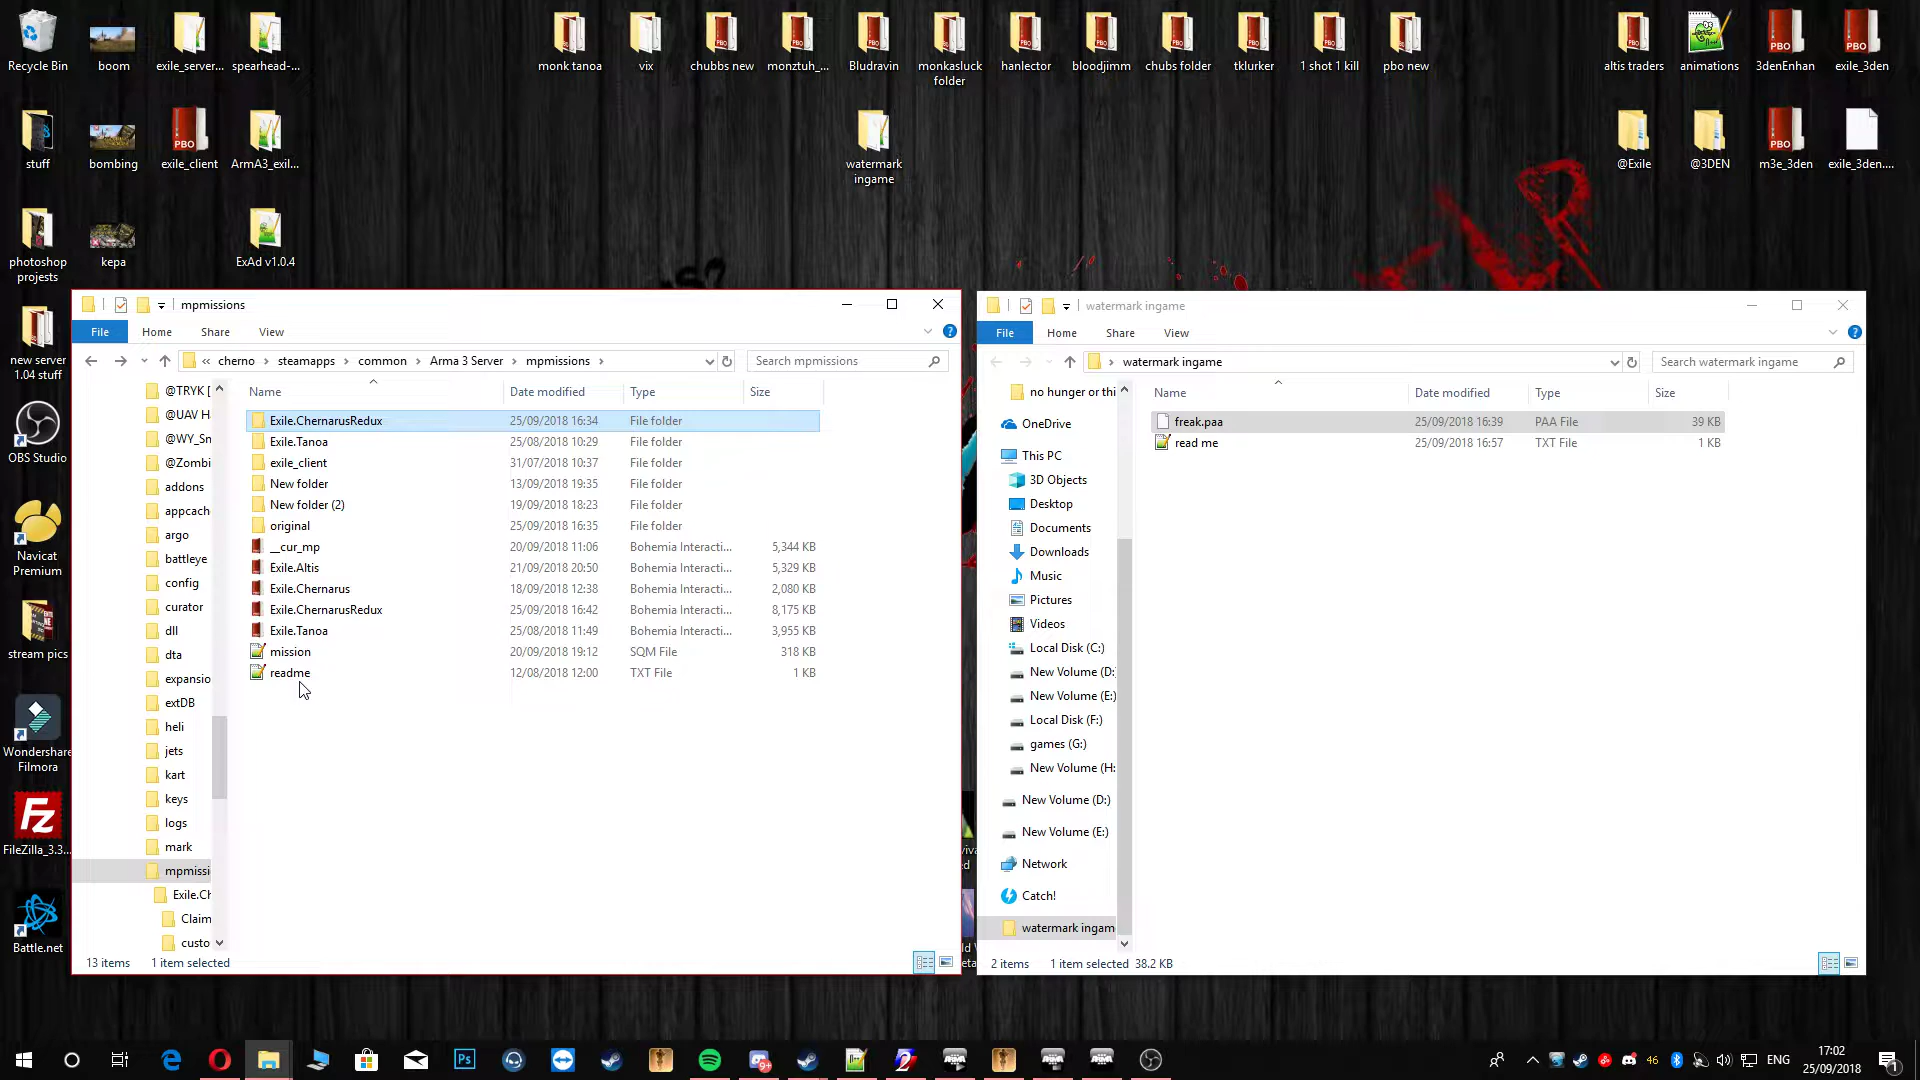 Recycle Bin
boom
exile_server...
spearhead-...
monk tanoa
vix
chubbs new
monztuh_...
Bludravin
monkasluck folder
hanlector
bloodjimm
chubs folder
tklurker
1 shot 1 kill
pbo new
altis traders
animations
3denEnhan
exile_3den
stuff
bombing
exile_client
ArmA3_exil...
watermark ingame
@Exile
@3DEN
m3e_3den
exile_3den....
photoshop projests
kepa
ExAd v1.0.4
new server 1.04 stuff
OBS Studio
Navicat Premium
stream pics
Wondershare Filmora
FileZilla_3.3...
Battle.net
mpmissions
File Home Share View
« cherno › steamapps › common › Arma 3 Server › mpmissions ›
Search mpmissions
@TRYK [
@UAV H
@WY_Sn
@Zombi
addons
appcach
argo
battleye
config
curator
dll
dta
expansio
extDB
heli
jets
kart
keys
logs
mark
mpmissi
Exile.Ch
Claim
custo
Name Date modified Type Size
Exile.ChernarusRedux 25/09/2018 16:34 File folder
Exile.Tanoa 25/08/2018 10:29 File folder
exile_client 31/07/2018 10:37 File folder
New folder 13/09/2018 19:35 File folder
New folder (2) 19/09/2018 18:23 File folder
original 25/09/2018 16:35 File folder
__cur_mp 20/09/2018 11:06 Bohemia Interacti... 5,344 KB
Exile.Altis 21/09/2018 20:50 Bohemia Interacti... 5,329 KB
Exile.Chernarus 18/09/2018 12:38 Bohemia Interacti... 2,080 KB
Exile.ChernarusRedux 25/09/2018 16:42 Bohemia Interacti... 8,175 KB
Exile.Tanoa 25/08/2018 11:49 Bohemia Interacti... 3,955 KB
mission 20/09/2018 19:12 SQM File 318 KB
readme 12/08/2018 12:00 TXT File 1 KB
13 items 1 item selected
watermark ingame
File Home Share View
› watermark ingame
Search watermark ingame
no hunger or thi
OneDrive
This PC
3D Objects
Desktop
Documents
Downloads
Music
Pictures
Videos
Local Disk (C:)
New Volume (D:
New Volume (E:)
Local Disk (F:)
games (G:)
New Volume (H:
New Volume (D:)
New Volume (E:)
Network
Catch!
watermark ingam
Name Date modified Type Size
freak.paa 25/09/2018 16:39 PAA File 39 KB
read me 25/09/2018 16:57 TXT File 1 KB
2 items 1 item selected 38.2 KB
46
ENG
17:02
25/09/2018